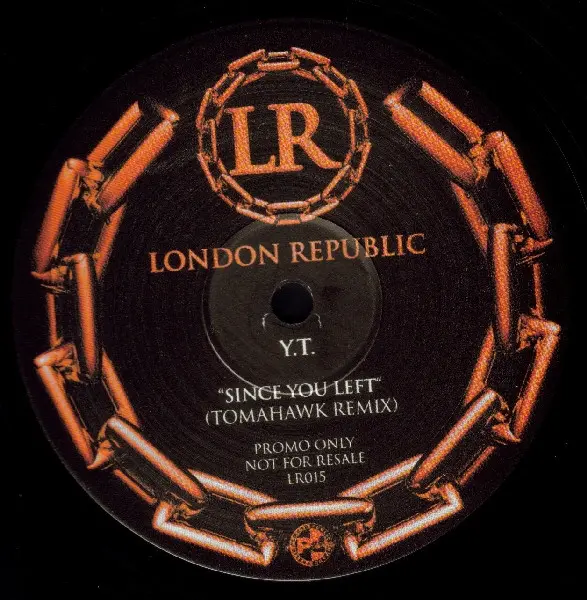 LR
LONDON REPUBLIC
Y.T.
"SINCE YOU LEFT"
(TOMAHAWK REMIX)
PROMO ONLY
NOT FOR RESALE
LR015